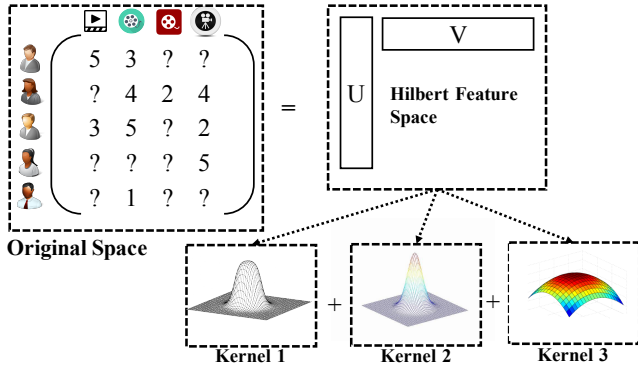 5 3 ? ?
? 4 2 4
3 5 ? 2
? ? ? 5
? 1 ? ?
=
V
U
Hilbert Feature
Space
Original Space
+
+
Kernel 1
Kernel 2
Kernel 3